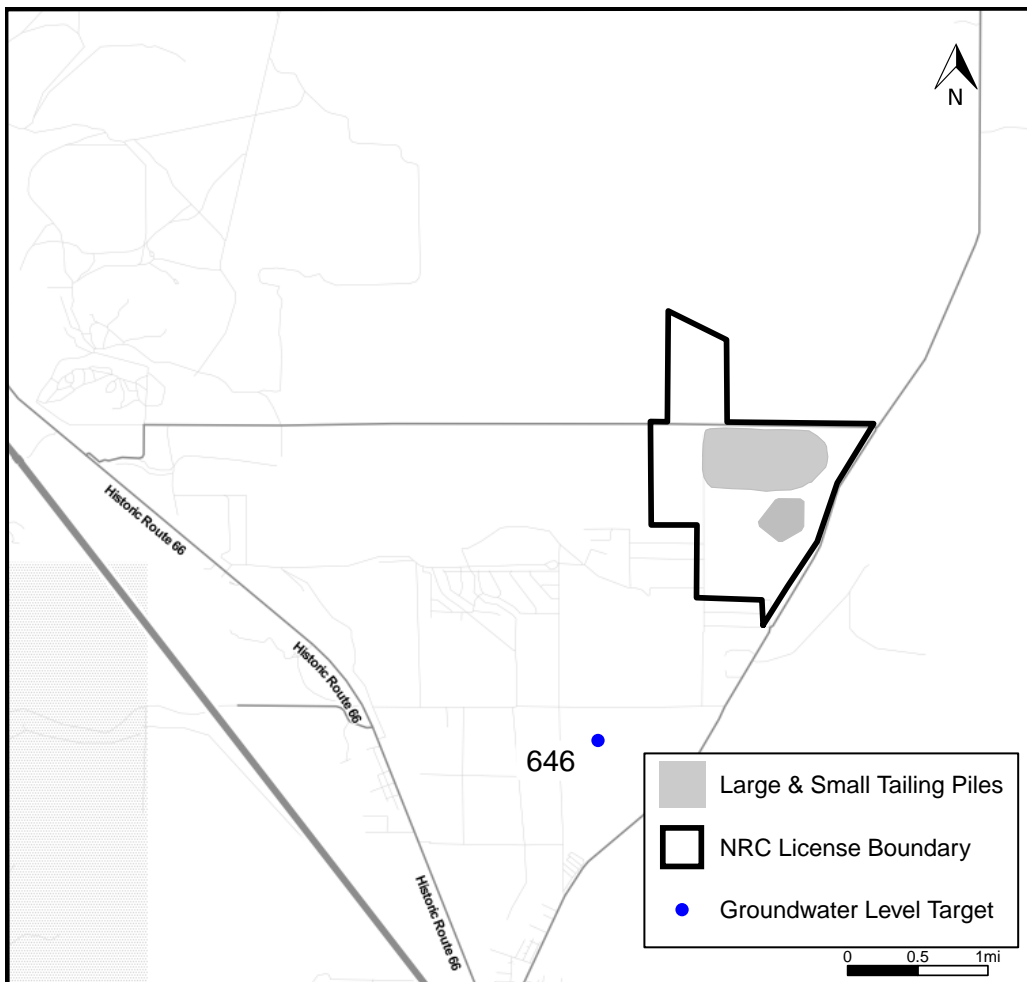 N
Historic Route 66
Historic Route 66
646
Large & Small Tailing Piles
NRC License Boundary
Historic Route 66
Groundwater Level Target
0 0.5 1mi